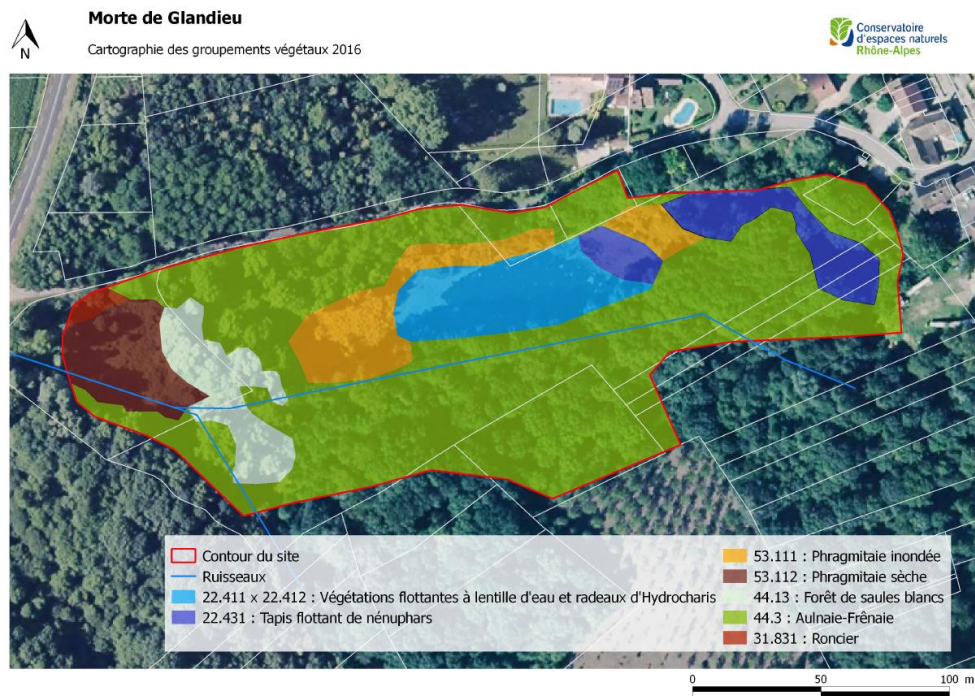 Morte de Glandieu
Cartographie des groupements végétaux 2016
N
Conservatoire
d'espaces naturels
Rhône-Alpes
Contour du site
Ruisseaux
22.411 x 22.412 : Végétations flottantes à lentille d'eau et radeaux d'Hydrocharis
22.431 : Tapis flottant de nénuphars
53.111 : Phragmitaie inondée
53.112 : Phragmitaie sèche
44.13 : Forêt de saules blancs
44.3 : Aulnaie-Frênaie
31.831 : Roncier
0 50 100 m